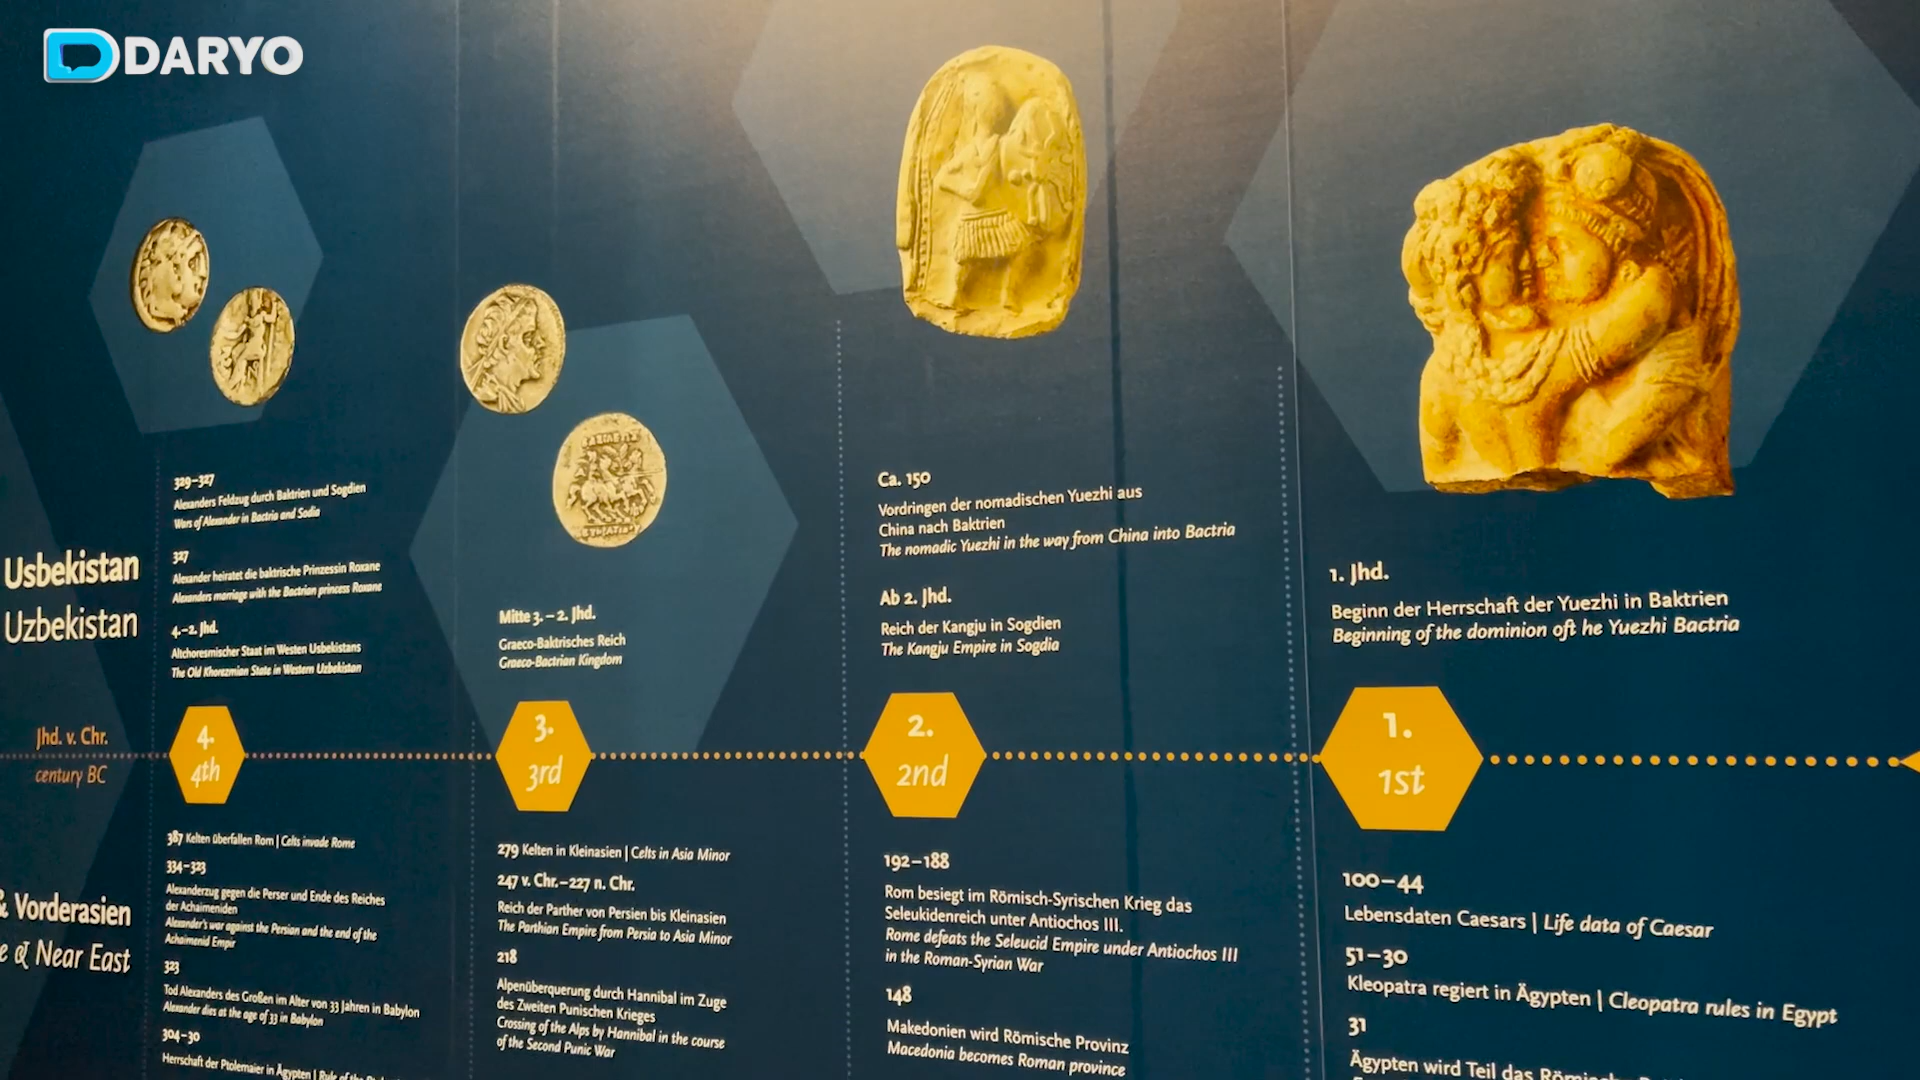 DARYO
329–327
Alexanders Feldzug durch Baktrien und Sogdien
Wars of Alexander in Bactria and Sodia
327
Alexander heiratet die baktrische Prinzessin Roxane
Alexanders marriage with the Bactrian princess Roxane
4.–2. Jhd.
Altchoresmischer Staat im Westen Usbekistans
The Old Khorezmian State in Western Uzbekistan
Mitte 3.–2. Jhd.
Graeco-Baktrisches Reich
Graeco-Bactrian Kingdom
Ca. 150
Vordringen der nomadischen Yuezhi aus
China nach Baktrien
The nomadic Yuezhi in the way from China into Bactria
Ab 2. Jhd.
Reich der Kangju in Sogdien
The Kangju Empire in Sogdia
1. Jhd.
Beginn der Herrschaft der Yuezhi in Baktrien
Beginning of the dominion oft he Yuezhi Bactria
Usbekistan
Uzbekistan
Jhd. v. Chr.
century BC
4.
4th
3.
3rd
2.
2nd
1.
1st
& Vorderasien
e & Near East
387 Kelten überfallen Rom | Celts invade Rome
334–323
Alexanderzug gegen die Perser und Ende des Reiches
der Achaimeniden
Alexander's war against the Persian and the end of the
Achaimenid Empir
323
Tod Alexanders des Großen im Alter von 33 Jahren in Babylon
Alexander dies at the age of 33 in Babylon
304–30
Herrschaft der Ptolemaier in Ägypten | Rule of the
279 Kelten in Kleinasien | Celts in Asia Minor
247 v. Chr.–227 n. Chr.
Reich der Parther von Persien bis Kleinasien
The Parthian Empire from Persia to Asia Minor
218
Alpenüberquerung durch Hannibal im Zuge
des Zweiten Punischen Krieges
Crossing of the Alps by Hannibal in the course
of the Second Punic War
192–188
Rom besiegt im Römisch-Syrischen Krieg das
Seleukidenreich unter Antiochos III.
Rome defeats the Seleucid Empire under Antiochos III
in the Roman-Syrian War
148
Makedonien wird Römische Provinz
Macedonia becomes Roman province
100–44
Lebensdaten Caesars | Life data of Caesar
51–30
Kleopatra regiert in Ägypten | Cleopatra rules in Egypt
31
Ägypten wird Teil das